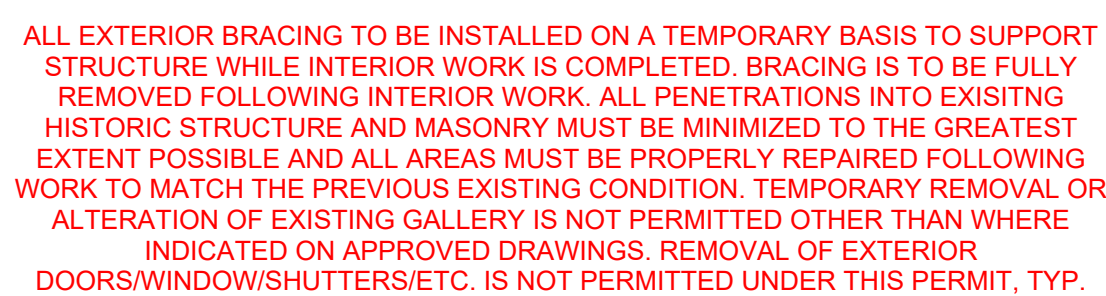 ALL EXTERIOR BRACING TO BE INSTALLED ON A TEMPORARY BASIS TO SUPPORT
STRUCTURE WHILE INTERIOR WORK IS COMPLETED. BRACING IS TO BE FULLY
REMOVED FOLLOWING INTERIOR WORK. ALL PENETRATIONS INTO EXISITNG
HISTORIC STRUCTURE AND MASONRY MUST BE MINIMIZED TO THE GREATEST
EXTENT POSSIBLE AND ALL AREAS MUST BE PROPERLY REPAIRED FOLLOWING
WORK TO MATCH THE PREVIOUS EXISTING CONDITION. TEMPORARY REMOVAL OR
ALTERATION OF EXISTING GALLERY IS NOT PERMITTED OTHER THAN WHERE
INDICATED ON APPROVED DRAWINGS. REMOVAL OF EXTERIOR
DOORS/WINDOW/SHUTTERS/ETC. IS NOT PERMITTED UNDER THIS PERMIT, TYP.